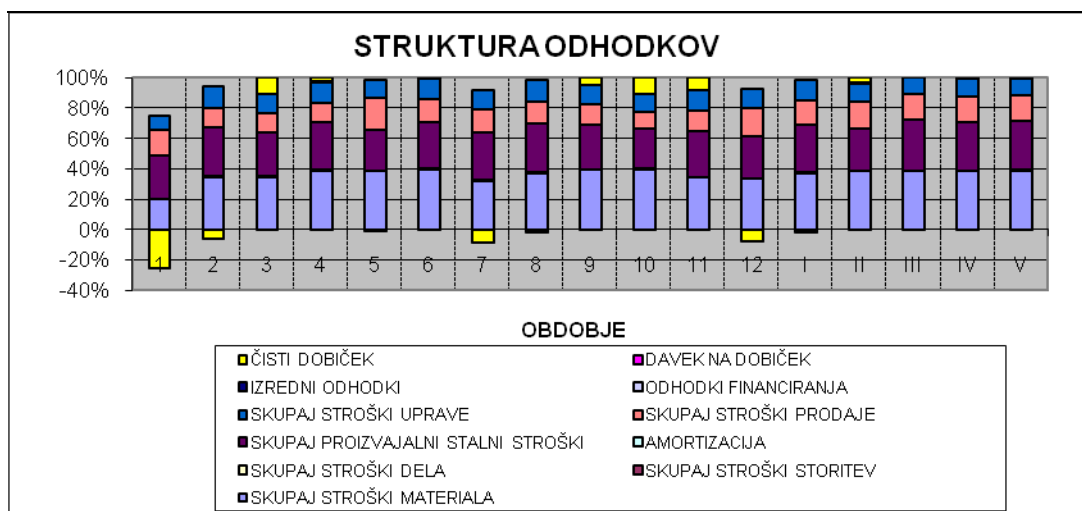 STRUKTURA ODHODKOV
100%
80%
60%
40%
20%
0%
-20%
-40%
1 2 3 4 5 6 7 8 9 10 11 12 I II III IV V
OBDOBJE
ČISTI DOBIČEK DAVEK NA DOBIČEK
IZREDNI ODHODKI ODHODKI FINANCIRANJA
SKUPAJ STROŠKI UPRAVE SKUPAJ STROŠKI PRODAJE
SKUPAJ PROIZVAJALNI STALNI STROŠKI AMORTIZACIJA
SKUPAJ STROŠKI DELA SKUPAJ STROŠKI STORITEV
SKUPAJ STROŠKI MATERIALA